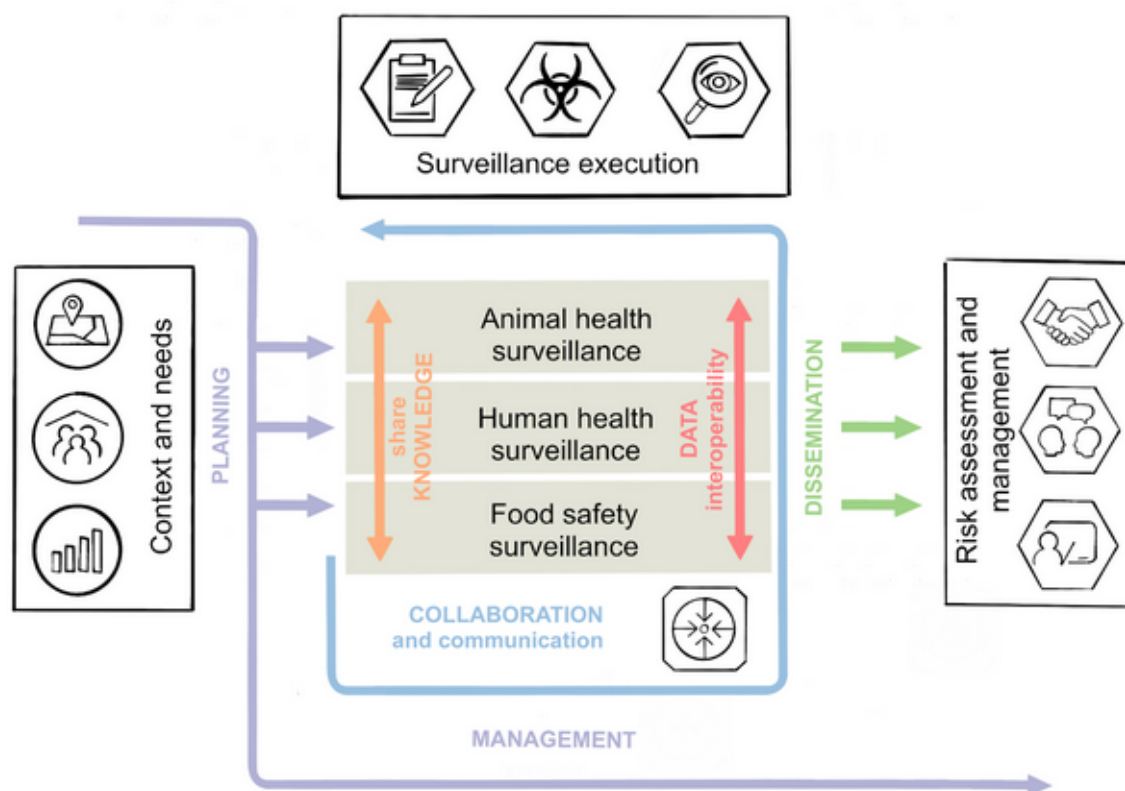 Surveillance execution
Context and needs
PLANNING
share
KNOWLEDGE
Animal health
surveillance
Human health
surveillance
Food safety
surveillance
DATA
interoperability
DISSEMINATION
Risk assessment and
management
COLLABORATION
and communication
MANAGEMENT